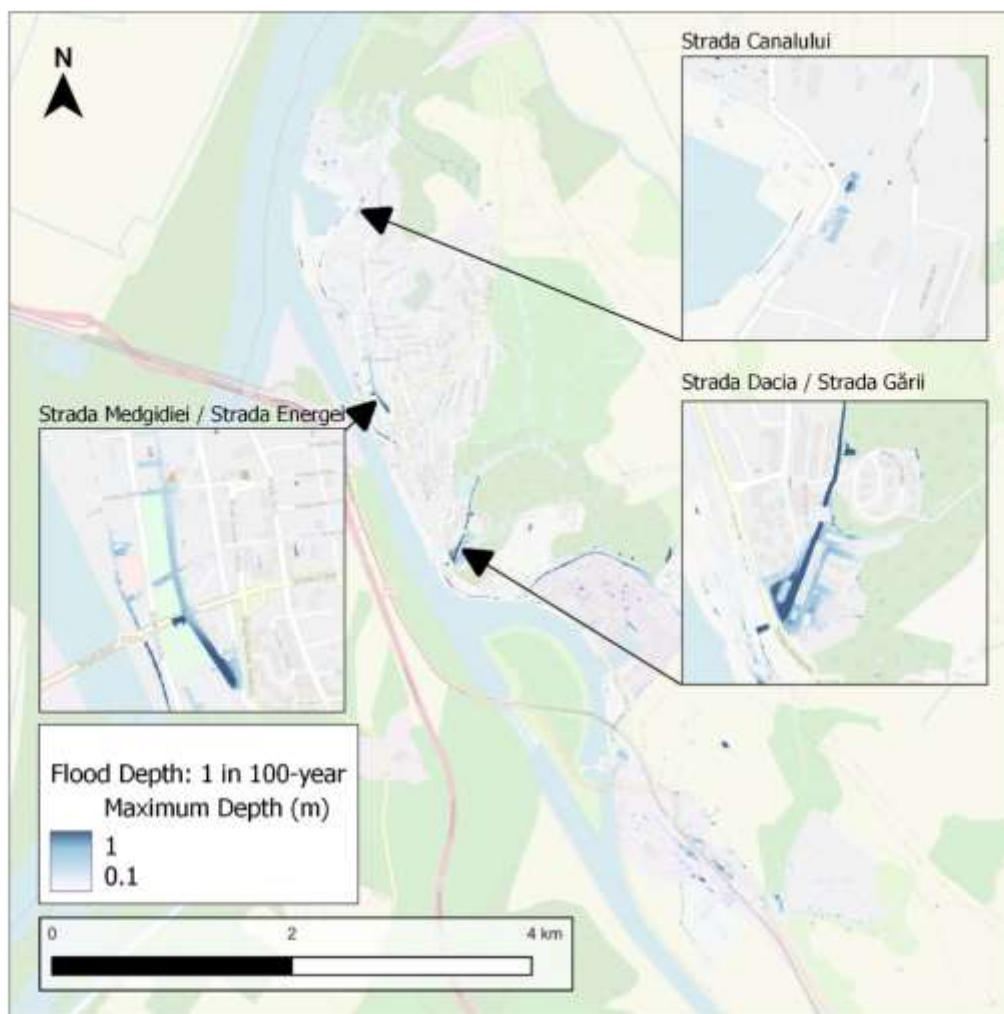 N
Strada Canalului
Strada Dacia / Strada Gării
Strada Medgidiei / Strada Energei
Flood Depth: 1 in 100-year
Maximum Depth (m)
1
0.1
0
2
4 km